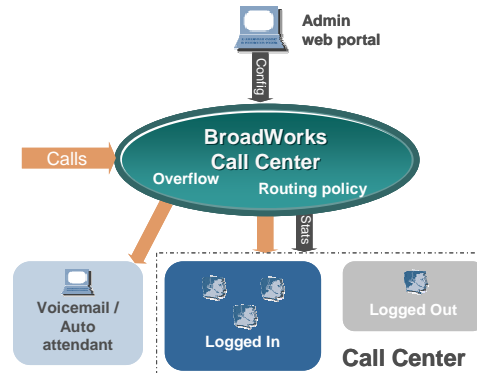 Admin
web portal
Config
BroadWorks
Call Center
Calls
Overflow
Routing policy
Stats
Voicemail /
Auto
attendant
Logged In
Logged Out
Call Center